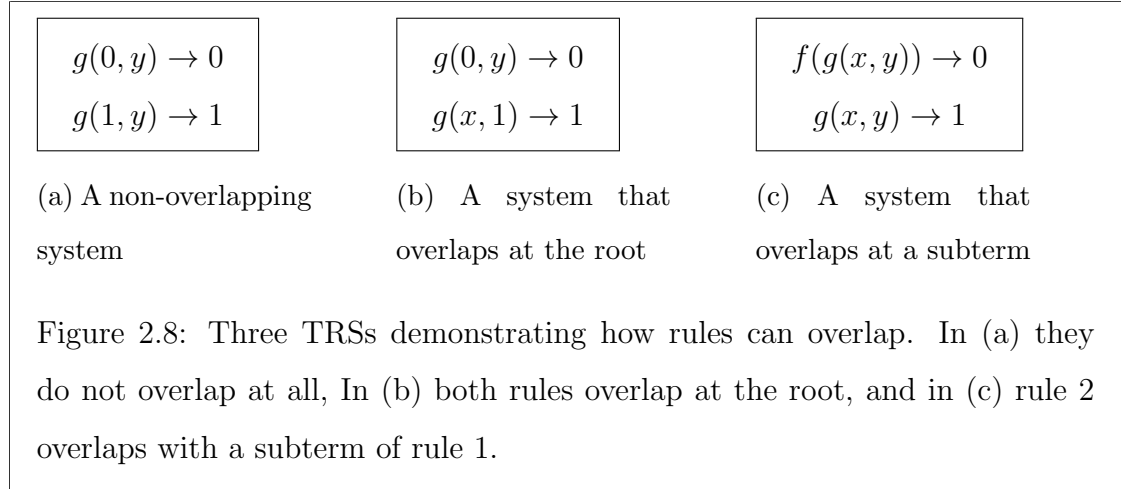 g(0, y) → 0
g(1, y) → 1
(a) A non-overlapping
system
g(0, y) → 0
g(x, 1) → 1
(b) A system that
overlaps at the root
f(g(x, y)) → 0
g(x, y) → 1
(c) A system that
overlaps at a subterm
Figure 2.8: Three TRSs demonstrating how rules can overlap. In (a) they
do not overlap at all, In (b) both rules overlap at the root, and in (c) rule 2
overlaps with a subterm of rule 1.